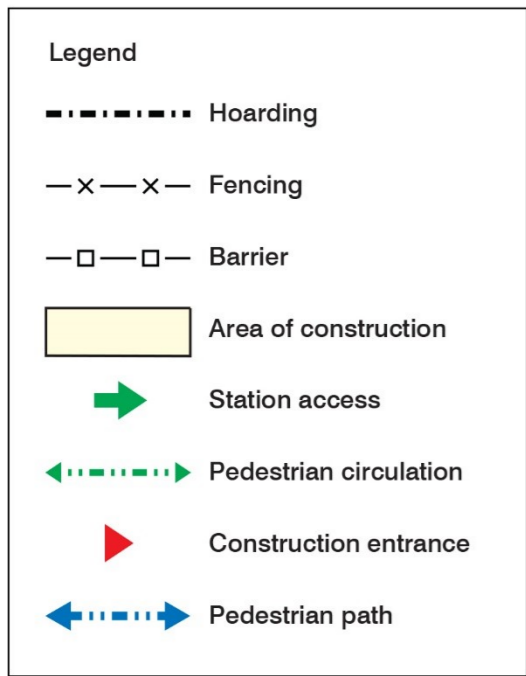 Legend
Hoarding
Fencing
Barrier
Area of construction
Station access
Pedestrian circulation
Construction entrance
Pedestrian path